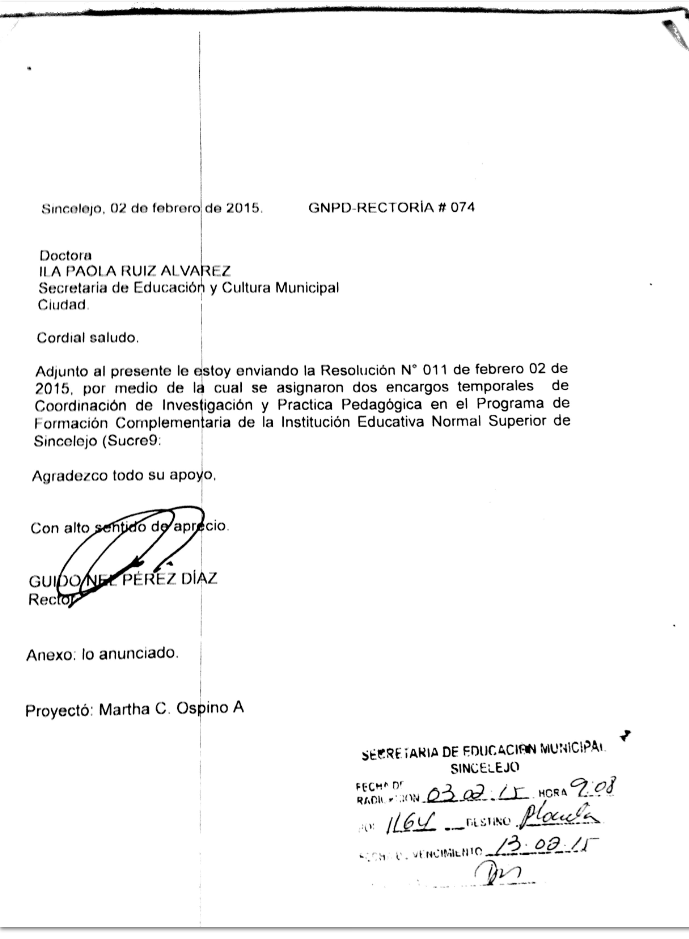 Sincelejo, 02 de febrero de 2015. GNPD-RECTORÍA # 074
Doctora
ILA PAOLA RUIZ ALVAREZ
Secretaria de Educación y Cultura Municipal
Ciudad.
Cordial saludo.
Adjunto al presente le estoy enviando la Resolución N° 011 de febrero 02 de
2015, por medio de la cual se asignaron dos encargos temporales de
Coordinación de Investigación y Practica Pedagógica en el Programa de
Formación Complementaria de la Institución Educativa Normal Superior de
Sincelejo (Sucre9:
Agradezco todo su apoyo,
Con alto sentido de aprecio.
GUIDO NEL PÉREZ DÍAZ
Rector
Anexo: lo anunciado.
Proyectó: Martha C. Ospino A
SECRETARIA DE EDUCACION MUNICIPAL
SINCELEJO
FECHA DE
RADICACION 03.02.15 HORA 9:08
1164 DESTINO Planta
VENCIMIENTO 13.02.15